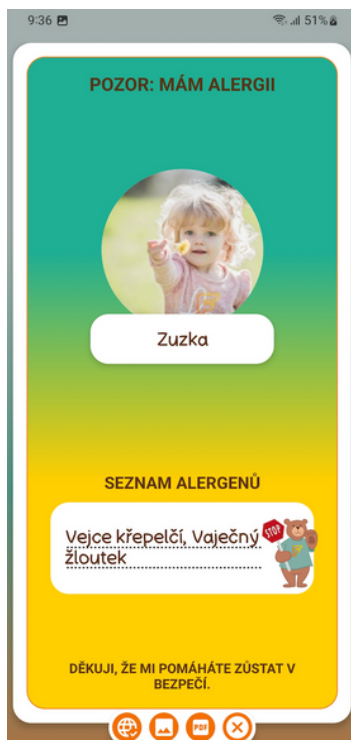 9:36 51%
POZOR: MÁM ALERGII
Zuzka
SEZNAM ALERGENŮ
Vejce křepelčí, Vaječný
žloutek
STOP
DĚKUJI, ŽE MI POMÁHÁTE ZŮSTAT V
BEZPEČÍ.
PDF